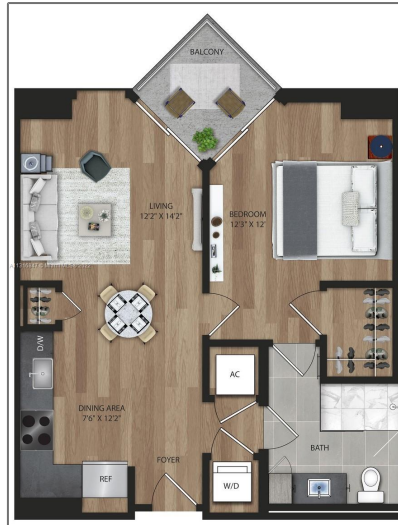 BALCONY
LIVING
12'2" X 14'2"
BEDROOM
12'3" X 12'
D/W
AC
DINING AREA
7'6" X 12'2"
BATH
FOYER
REF
W/D